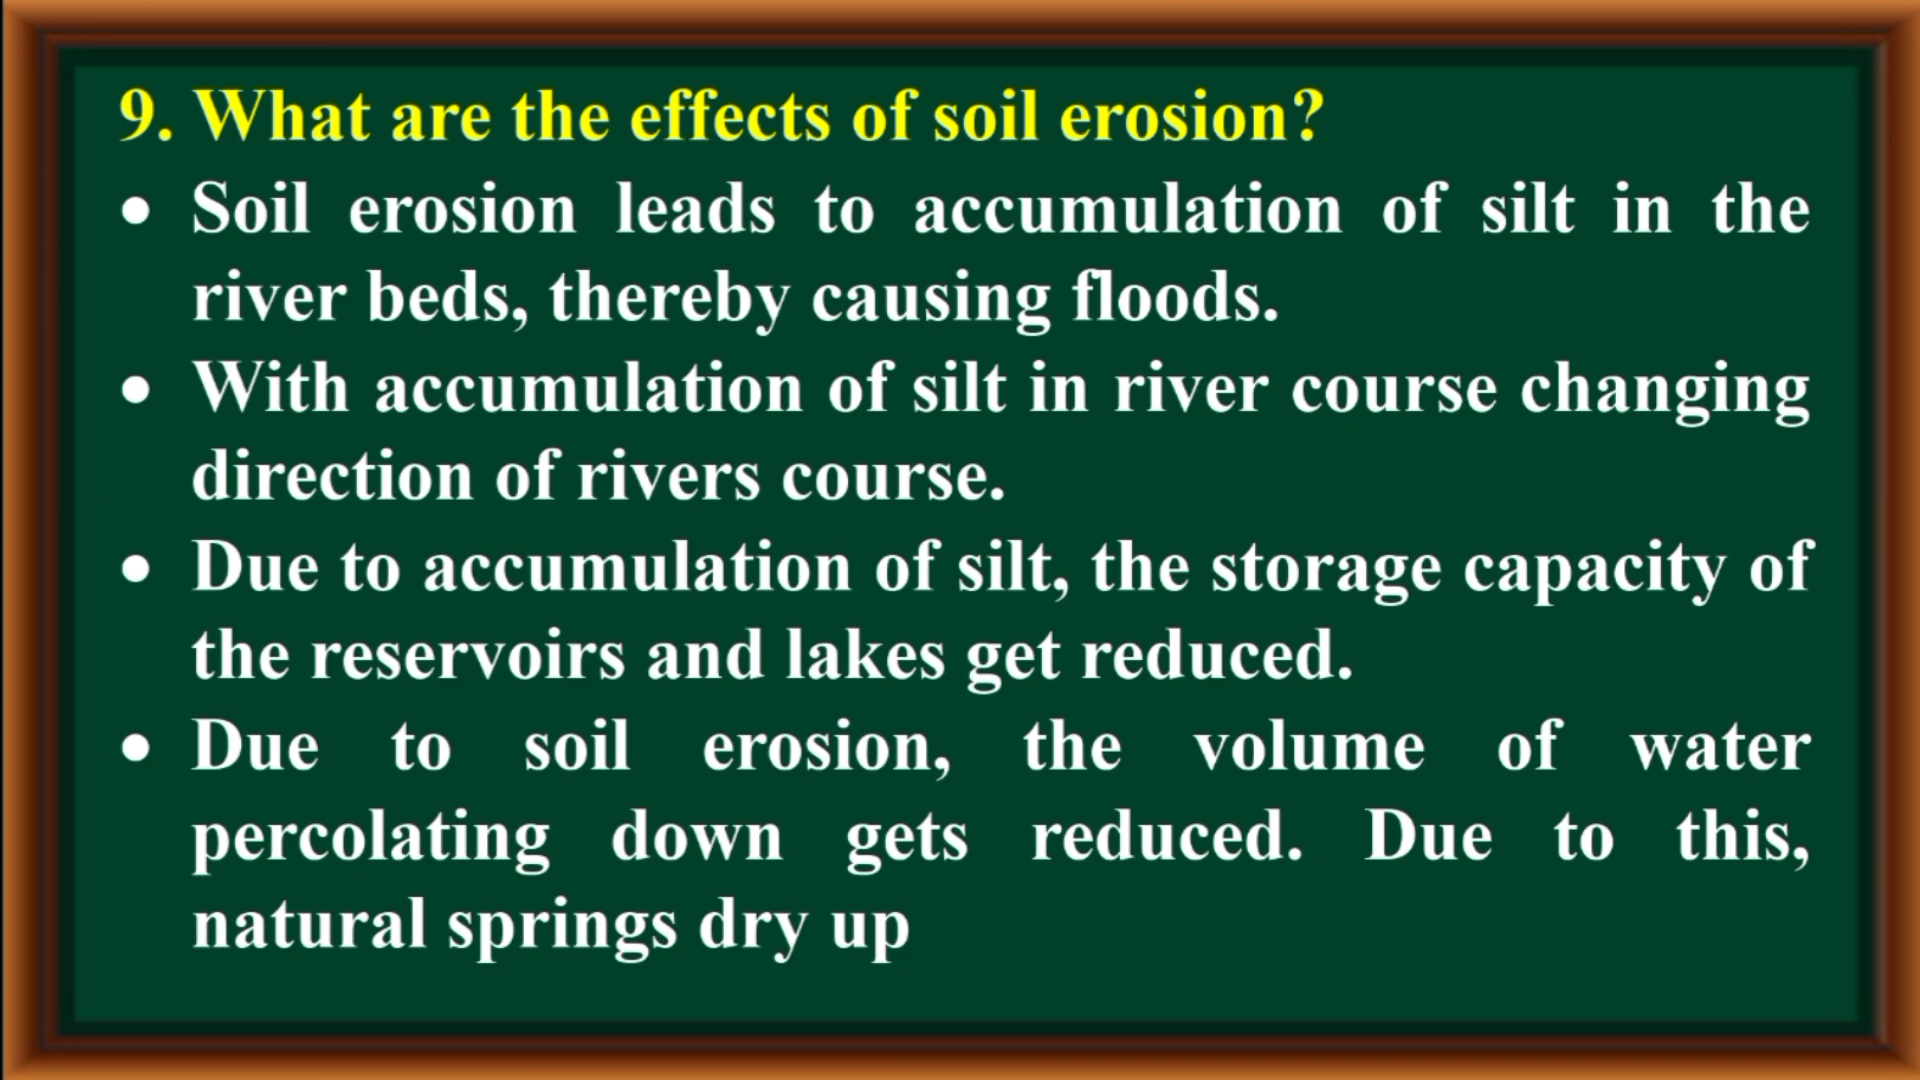 9. What are the effects of soil erosion?
• Soil erosion leads to accumulation of silt in the
river beds, thereby causing floods.
• With accumulation of silt in river course changing
direction of rivers course.
• Due to accumulation of silt, the storage capacity of
the reservoirs and lakes get reduced.
• Due to soil erosion, the volume of water
percolating down gets reduced. Due to this,
natural springs dry up